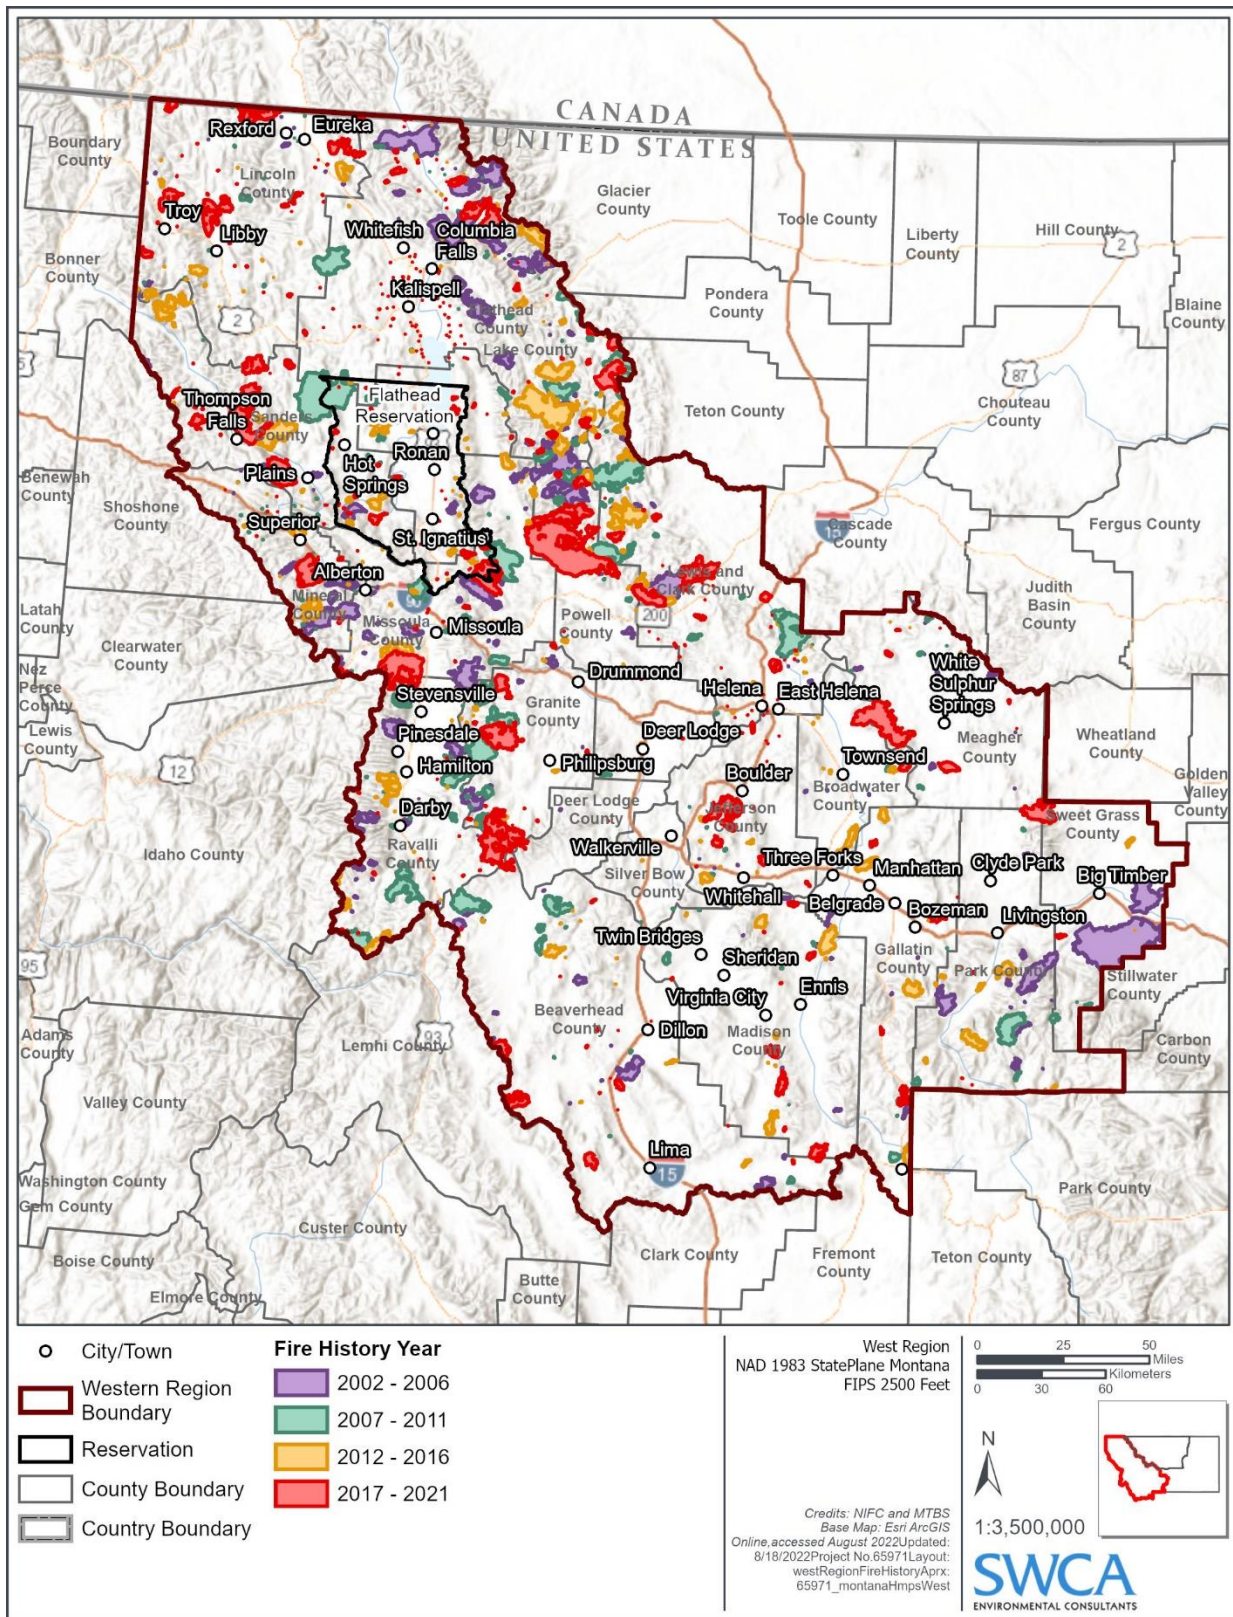 CANADA
UNITED STATES
Rexford
Eureka
Boundary
County
Lincoln
County
Glacier
County
Toole County
Liberty
County
Hill County
2
Troy
Libby
Whitefish
Columbia
Falls
Bonner
County
Kalispell
Pondera
County
Blaine
County
2
Flathead
County
Lake County
87
Chouteau
County
Teton County
Thompson
Falls
Sanders
County
Flathead
Reservation
Ronan
Hot
Springs
Plains
Benewah
County
Shoshone
County
Superior
St. Ignatius
15
Cascade
County
Fergus County
Alberton
Mineral
County
90
Missoula
County
Missoula
Lewis and
Clark County
200
Powell
County
Judith
Basin
County
Latah
County
Clearwater
County
Nez
Perce
County
Lewis
County
Drummond
Stevensville
Granite
County
Helena
East Helena
White
Sulphur
Springs
Meagher
County
Wheatland
County
Golden
Valley
County
12
Pinesdale
Hamilton
Deer Lodge
Philipsburg
Boulder
Townsend
Broadwater
County
Deer Lodge
County
Jefferson
County
Darby
Ravalli
County
Idaho County
Sweet Grass
County
Walkerville
Silver Bow
County
Three Forks
Manhattan
Clyde Park
Big Timber
Whitehall
Belgrade
Bozeman
Livingston
Twin Bridges
Sheridan
Gallatin
County
Park County
Stillwater
County
95
Virginia City
Ennis
Beaverhead
County
Dillon
Madison
County
Adams
County
Lemhi County
93
Carbon
County
Valley County
Lima
15
Washington County
Gem County
Park County
Custer County
Boise County
Clark County
Fremont
County
Teton County
Butte
County
Elmore County
City/Town
Western Region
Boundary
Reservation
County Boundary
Country Boundary
Fire History Year
2002 - 2006
2007 - 2011
2012 - 2016
2017 - 2021
West Region
NAD 1983 StatePlane Montana
FIPS 2500 Feet
Credits: NIFC and MTBS
Base Map: Esri ArcGIS
Online,accessed August 2022Updated:
8/18/2022Project No.65971Layout:
westRegionFireHistoryAprx:
65971_montanaHmpsWest
0 25 50
Miles
Kilometers
0 30 60
N
1:3,500,000
SWCA
ENVIRONMENTAL CONSULTANTS